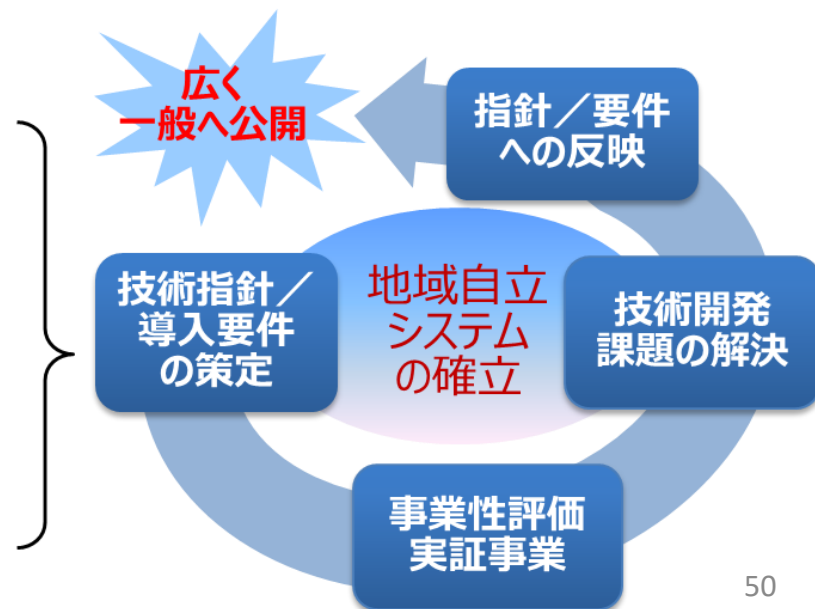 広く
一般へ公開
指針／要件
への反映
技術指針／
導入要件
の策定
地域自立
システム
の確立
技術開発
課題の解決
事業性評価
実証事業
50